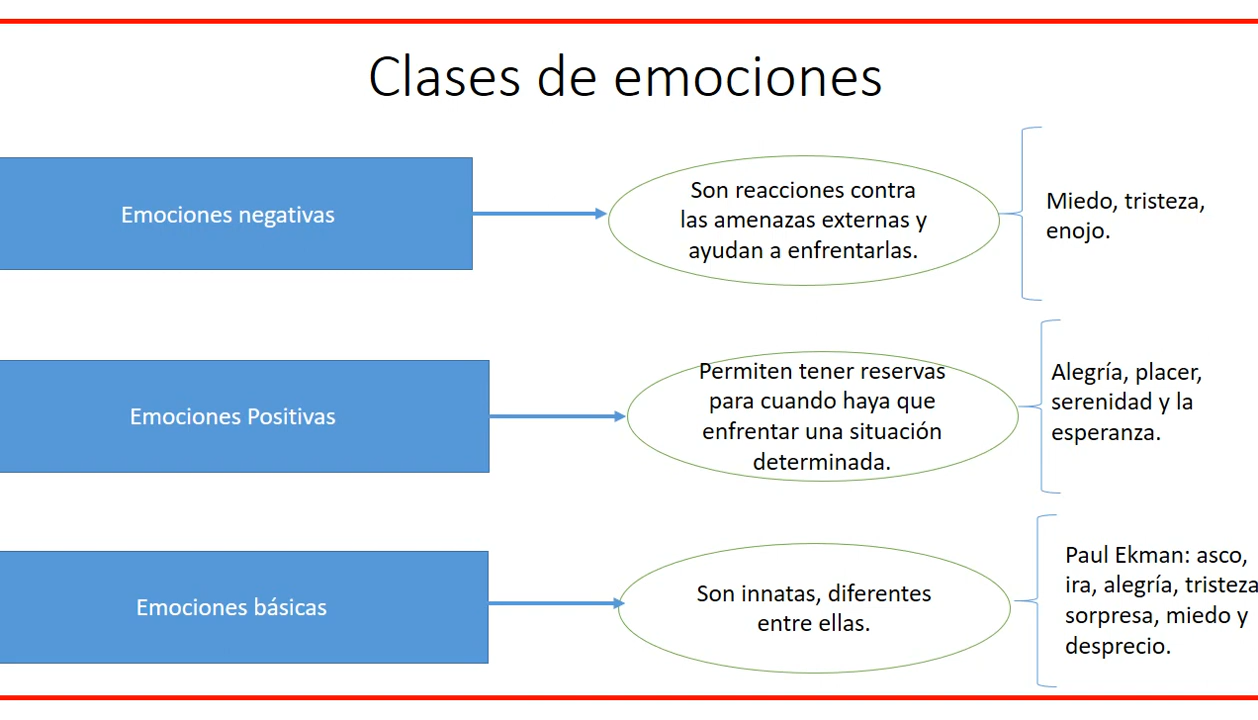 Clases de emociones
Emociones negativas
Son reacciones contra
las amenazas externas y
ayudan a enfrentarlas.
Miedo, tristeza,
enojo.
Emociones Positivas
Permiten tener reservas
para cuando haya que
enfrentar una situación
determinada.
Alegría, placer,
serenidad y la
esperanza.
Emociones básicas
Son innatas, diferentes
entre ellas.
Paul Ekman: asco,
ira, alegría, tristeza
sorpresa, miedo y
desprecio.